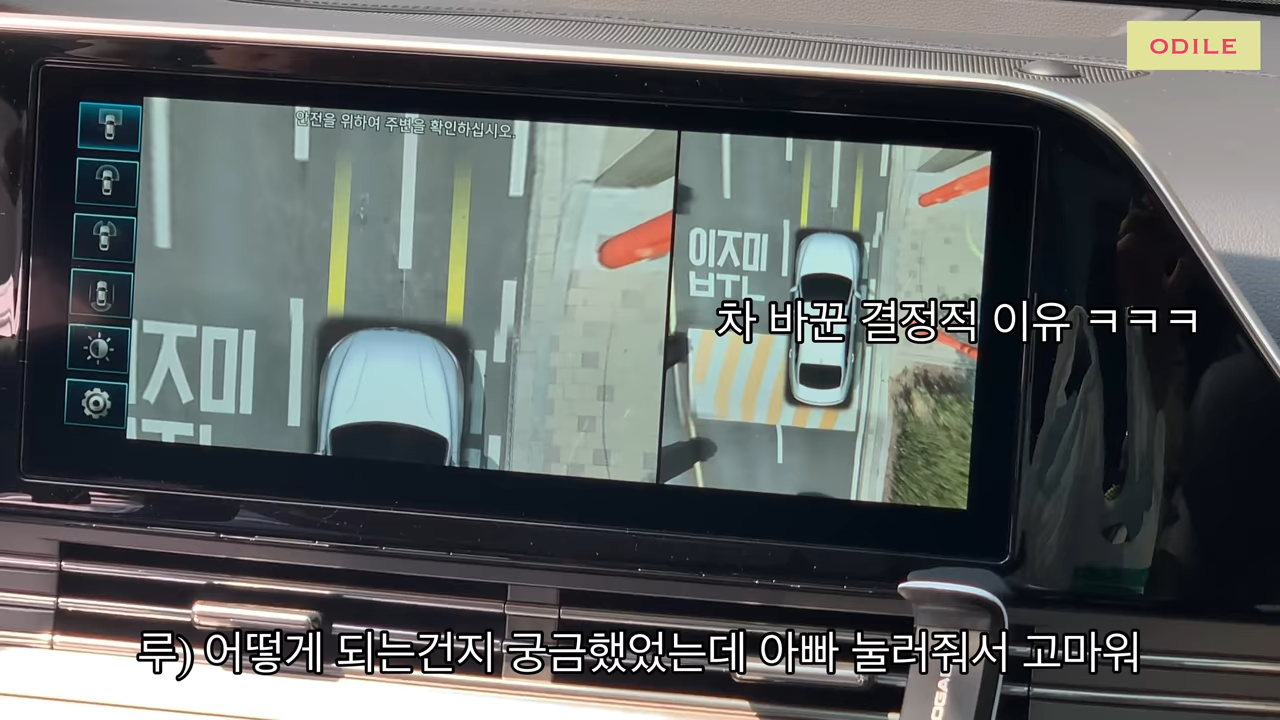 ODILE
안전을 위하여 주변을 확인하십시오.
차 바꾼 결정적 이유 ㅋㅋㅋ
루) 어떻게 되는건지 궁금했었는데 아빠 눌러줘서 고마워